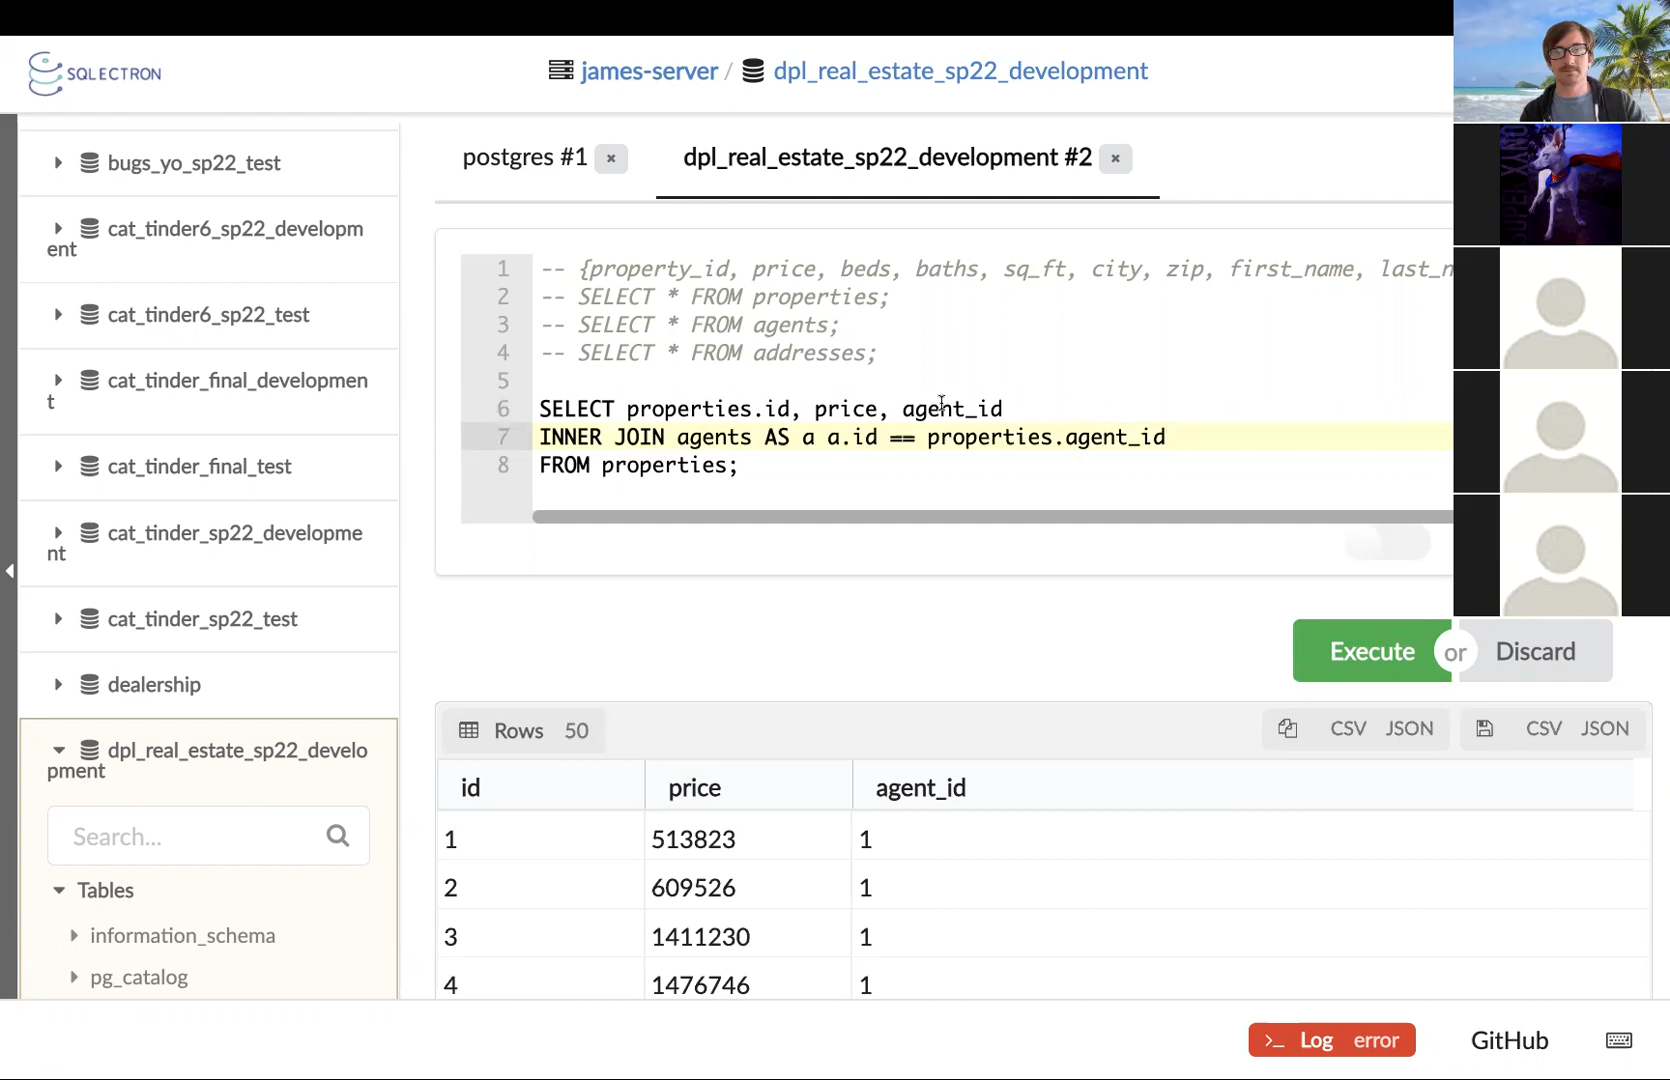 SQLECTRON
james-server / dpl_real_estate_sp22_development
bugs_yo_sp22_test
cat_tinder6_sp22_developm
ent
cat_tinder6_sp22_test
cat_tinder_final_developmen
t
cat_tinder_final_test
cat_tinder_sp22_developme
nt
cat_tinder_sp22_test
dealership
dpl_real_estate_sp22_develo
pment
Search...
Tables
information_schema
pg_catalog
postgres #1 × dpl_real_estate_sp22_development #2 ×
1 -- {property_id, price, beds, baths, sq_ft, city, zip, first_name, last_n
2 -- SELECT * FROM properties;
3 -- SELECT * FROM agents;
4 -- SELECT * FROM addresses;
5
6 SELECT properties.id, price, agent_id
7 INNER JOIN agents AS a a.id == properties.agent_id
8 FROM properties;
Execute or Discard
Rows 50 CSV JSON CSV JSON
id price agent_id
1 513823 1
2 609526 1
3 1411230 1
4 1476746 1
>_ Log error GitHub